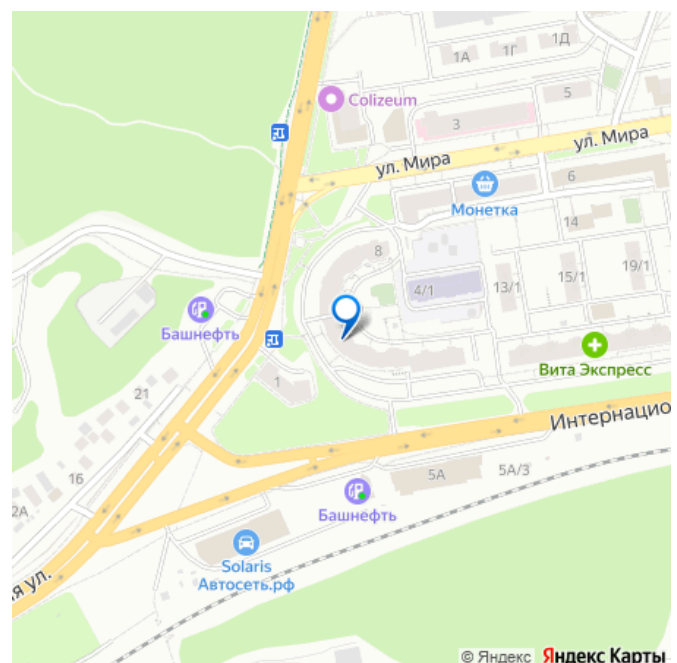 1А
1Г
1Д
5
Colizeum
3
ул. Мира
ул. Мира
6
Монетка
14
8
4/1
13/1
15/1
19/1
Башнефть
Вита Экспресс
1
21
Интернацио
16
5А
5А/3
2А
Башнефть
Solaris
Автосеть.рф
я ул.
© Яндекс Яндекс Карты